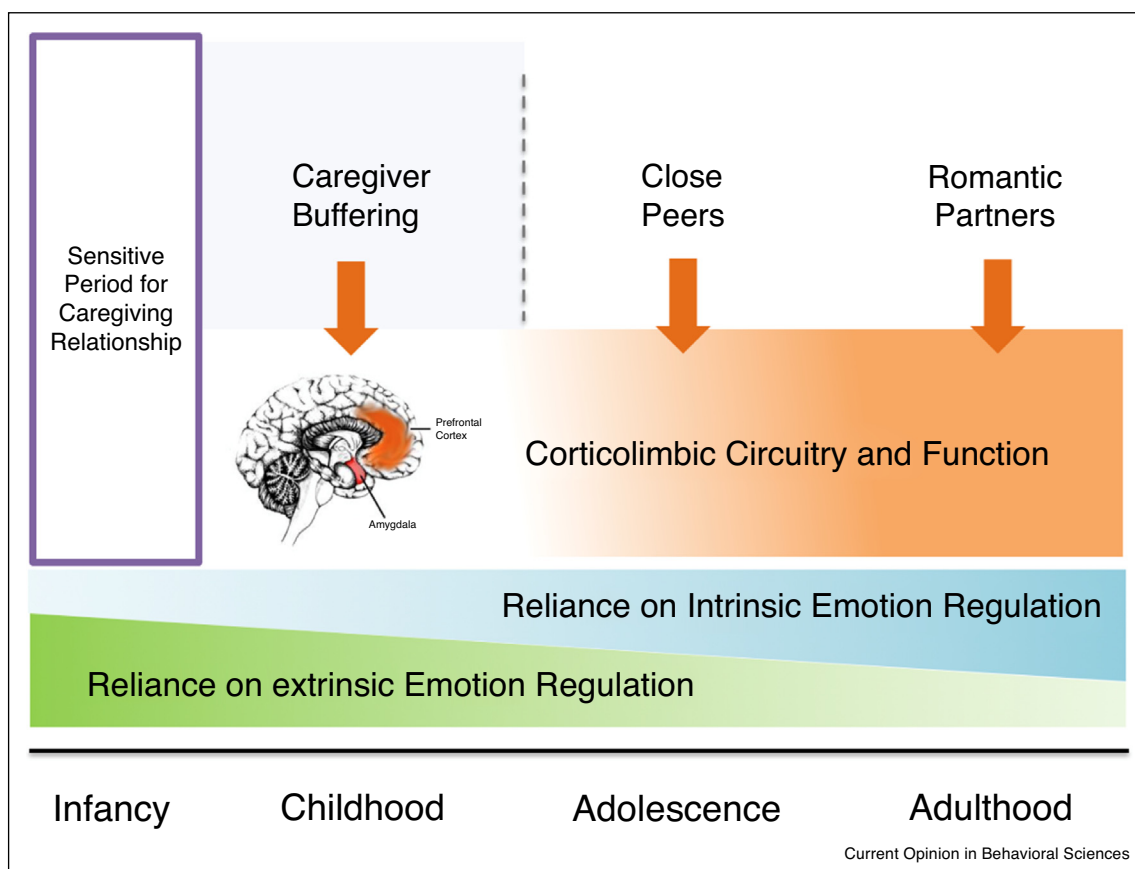 Sensitive
Period for
Caregiving
Relationship
Caregiver
Buffering
Close
Peers
Romantic
Partners
Prefrontal
Cortex
Amygdala
Corticolimbic Circuitry and Function
Reliance on Intrinsic Emotion Regulation
Reliance on extrinsic Emotion Regulation
Infancy
Childhood
Adolescence
Adulthood
Current Opinion in Behavioral Sciences